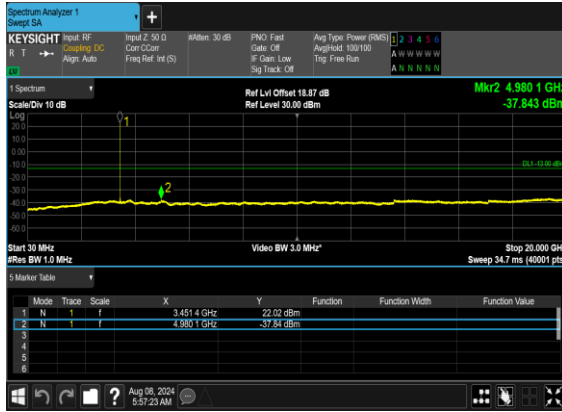 Spectrum Analyzer 1
Swept SA
+
KEYSIGHT Input: RF Input Z: 50 Ω #Atten: 30 dB PNO: Fast Avg Type: Power (RMS) 1 2 3 4 5 6
R T Coupling: DC Corr CCorr Gate: Off Avg|Hold: 100/100 A W W W W W
Align: Auto Freq Ref: Int (S) IF Gain: Low Trig: Free Run
Sig Track: Off A N N N N N
LV
1 Spectrum Ref Lvl Offset 18.87 dB Mkr2 4.980 1 GHz
Scale/Div 10 dB Ref Level 30.00 dBm -37.843 dBm
Log
20.0
10.0
0.00
-10.0
-20.0
-30.0
-40.0
-50.0
-60.0
1
2
DL1 -13.00 dBm
Start 30 MHz Video BW 3.0 MHz* Stop 20.000 GH
#Res BW 1.0 MHz Sweep 34.7 ms (40001 pts
5 Marker Table
Mode Trace Scale X Y Function Function Width Function Value
1 N 1 f 3.451 4 GHz 22.02 dBm
2 N 1 f 4.980 1 GHz -37.84 dBm
3
4
5
6
? Aug 08, 2024
5:57:23 AM